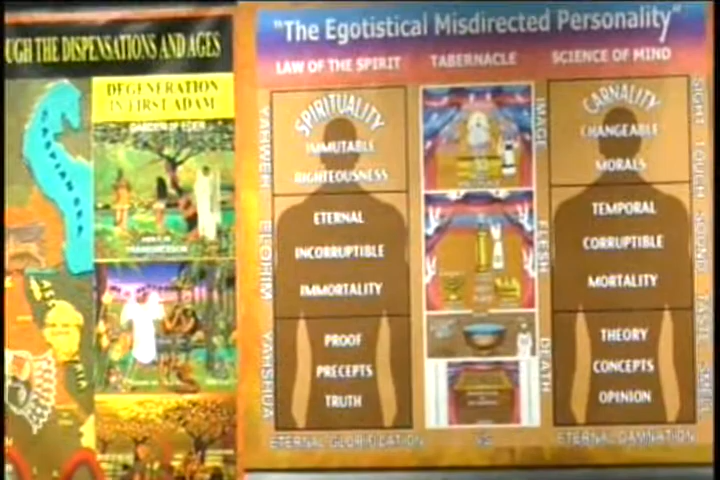 UGH THE DISPENSATIONS AND AGES
DEGENERATION
IN FIRST ADAM
GARDEN OF EDEN
"The Egotistical Misdirected Personality"
LAW OF THE SPIRIT
TABERNACLE
SCIENCE OF MIND
SPIRITUALITY
IMMUTABLE
RIGHTEOUSNESS
ETERNAL
INCORRUPTIBLE
IMMORTALITY
PROOF
PRECEPTS
TRUTH
YAHWEH
ELOHIM
YAHSHUA
IMAGE
FLESH
DEATH
CARNALITY
CHANGEABLE
MORALS
TEMPORAL
CORRUPTIBLE
MORTALITY
THEORY
CONCEPTS
OPINION
SIGHT TOUCH SOUND TASTE SMELL
ETERNAL GLORIFICATION
VS
ETERNAL DAMNATION